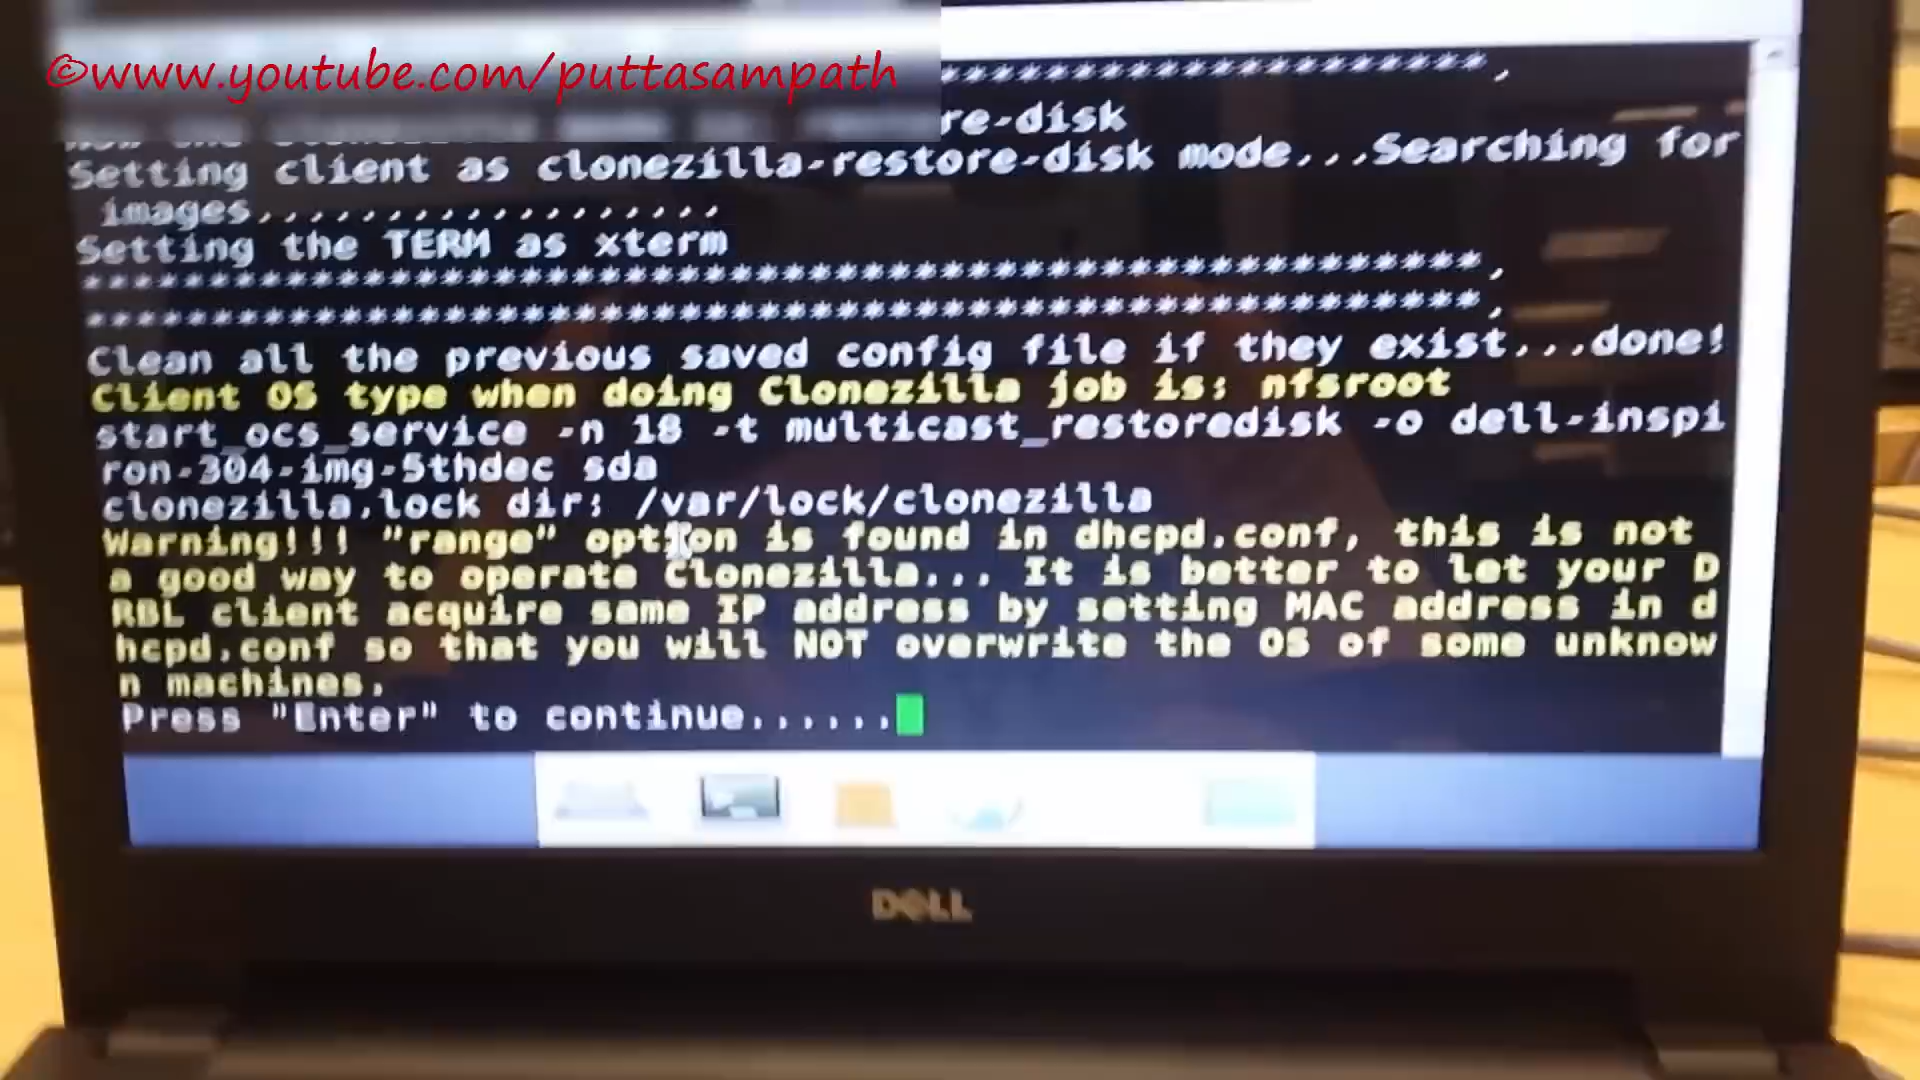 ©www.youtube.com/puttasampath
**********************.
re-disk
Setting client as clonezilla-restore-disk mode...Searching for
images..................
Setting the TERM as xterm
******************************************************.
******************************************************.
Clean all the previous saved config file if they exist...done!
Client OS type when doing Clonezilla job is: nfsroot
start_ocs_service -n 18 -t multicast_restoredisk -o dell-inspi
ron-304-img-5thdec sda
clonezilla.lock dir: /var/lock/clonezilla
Warning!!! "range" option is found in dhcpd.conf, this is not
a good way to operate Clonezilla... It is better to let your D
RBL client acquire same IP address by setting MAC address in d
hcpd.conf so that you will NOT overwrite the OS of some unknow
n machines.
Press "Enter" to continue......
DELL